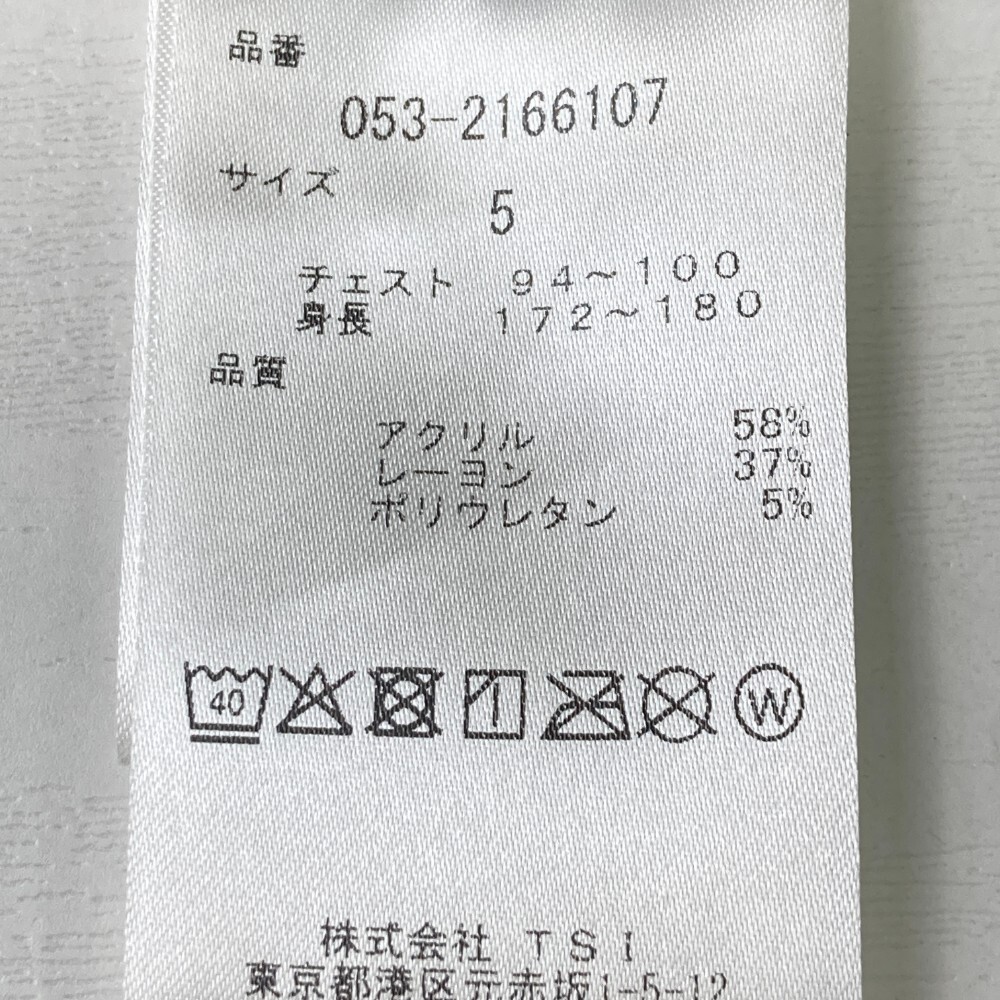 品番
053-2166107
サイズ
5
チェスト 94〜100
身長 172〜180
品質
アクリル 58%
レーヨン 37%
ポリウレタン 5%
40 W
株式会社 TSI
東京都港区元赤坂1-5-12